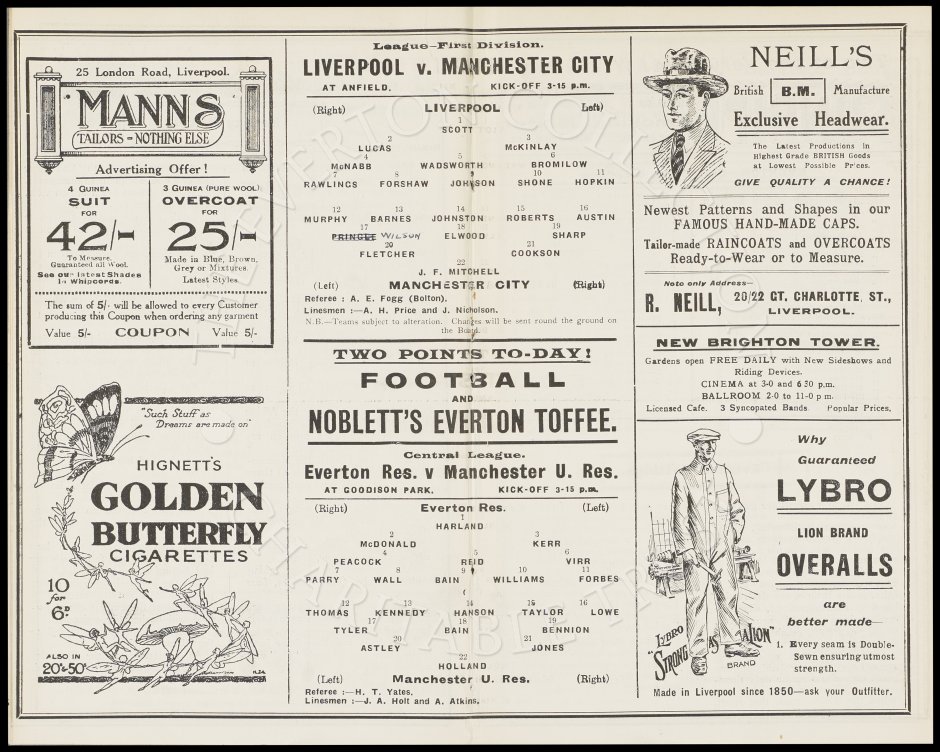 25 London Road, Liverpool.
MANNS
TAILORS - NOTHING ELSE
Advertising Offer!
4 GUINEA
SUIT
FOR
42/-
To Measure.
Guaranteed all Wool.
See our latest Shades
in Whipcords.
3 GUINEA (PURE WOOL)
OVERCOAT
FOR
25/-
Made in Blue, Brown,
Grey or Mixtures.
Latest Styles.
The sum of 5/- will be allowed to every Customer
producing this Coupon when ordering any garment
Value 5/- COUPON Value 5/-
"Such Stuff as
Dreams are made on"
HIGNETT'S
GOLDEN
BUTTERFLY
CIGARETTES
10
for
6D
ALSO IN
20's & 50's
League—First Division.
LIVERPOOL v. MANCHESTER CITY
AT ANFIELD. KICK-OFF 3-15 p.m.
(Right) LIVERPOOL Left)
1
SCOTT
2 3
LUCAS McKINLAY
4 5 6
McNABB WADSWORTH BROMILOW
7 8 9 10 11
RAWLINGS FORSHAW JOHNSON SHONE HOPKIN
12 13 14 15 16
MURPHY BARNES JOHNSTON ROBERTS AUSTIN
17 18 19
PRINGLE WILSON ELWOOD SHARP
20 21
FLETCHER COOKSON
22
J. F. MITCHELL
(Left) MANCHESTER CITY (Right)
Referee : A. E. Fogg (Bolton).
Linesmen :—A. H. Price and J. Nicholson.
N.B.—Teams subject to alteration. Changes will be sent round the ground on
the Board.
TWO POINTS TO-DAY!
FOOTBALL
AND
NOBLETT'S EVERTON TOFFEE.
Central League.
Everton Res. v Manchester U. Res.
AT GOODISON PARK. KICK-OFF 3-15 p.m.
(Right) Everton Res. (Left)
1
HARLAND
2 3
McDONALD KERR
4 5 6
PEACOCK REID VIRR
7 8 9 10 11
PARRY WALL BAIN WILLIAMS FORBES
12 13 14 15 16
THOMAS KENNEDY HANSON TAYLOR LOWE
17 18 19
TYLER BAIN BENNION
20 21
ASTLEY JONES
22
HOLLAND
(Left) Manchester U. Res. (Right)
Referee :—H. T. Yates.
Linesmen :—J. A. Holt and A. Atkins.
NEILL'S
British B.M. Manufacture
Exclusive Headwear.
The Latest Productions in
Highest Grade BRITISH Goods
at Lowest Possible Prices.
GIVE QUALITY A CHANCE!
Newest Patterns and Shapes in our
FAMOUS HAND-MADE CAPS.
Tailor-made RAINCOATS and OVERCOATS
Ready-to-Wear or to Measure.
Note only Address—
R. NEILL, 20/22 GT. CHARLOTTE ST.,
LIVERPOOL.
NEW BRIGHTON TOWER.
Gardens open FREE DAILY with New Sideshows and
Riding Devices.
CINEMA at 3-0 and 6 30 p.m.
BALLROOM 2-0 to 11-0 p m.
Licensed Cafe. 3 Syncopated Bands. Popular Prices.
Why
Guaranteed
LYBRO
LION BRAND
OVERALLS
are
better made—
1. Every seam is Double-
Sewn ensuring utmost
strength.
LYBRO
"STRONG AS A LION"
BRAND
Made in Liverpool since 1850—ask your Outfitter.
THE EVERTON COLLECTION
CHARITABLE TRUST